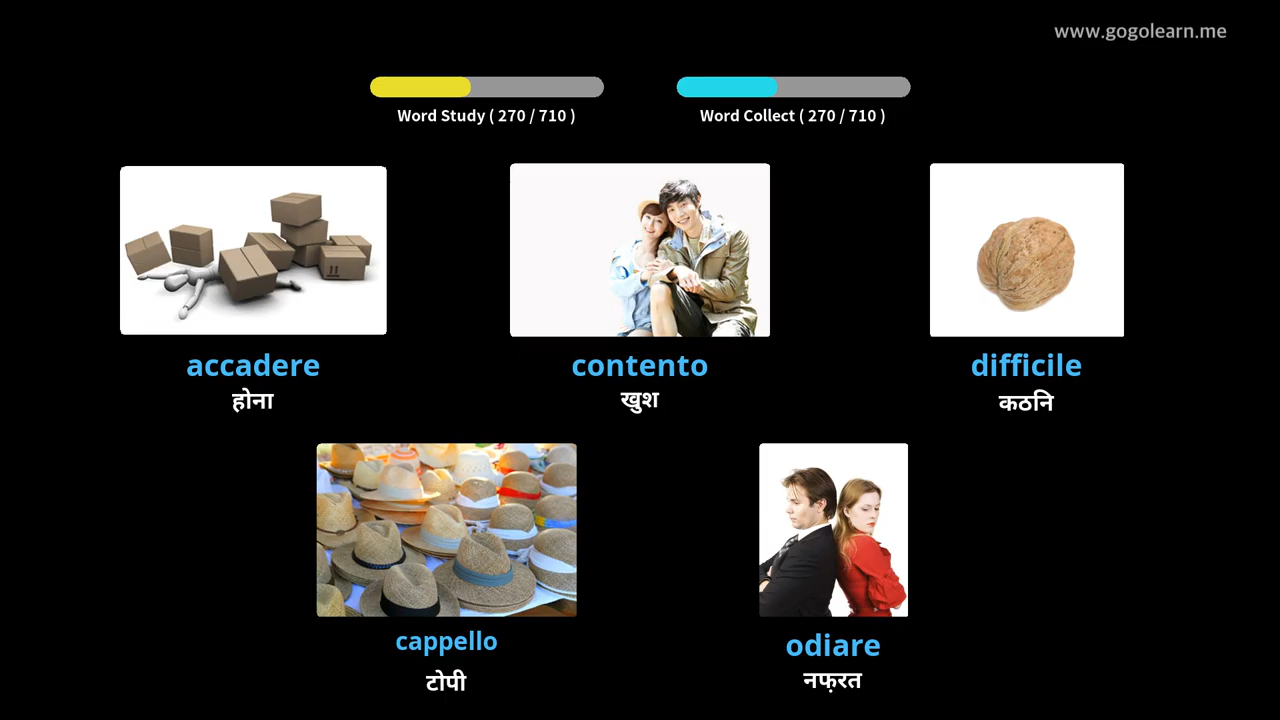 www.gogolearn.me
Word Study ( 270 / 710 )
Word Collect ( 270 / 710 )
accadere
होना
contento
खुश
difficile
कठनि
cappello
टोपी
odiare
नफ़रत